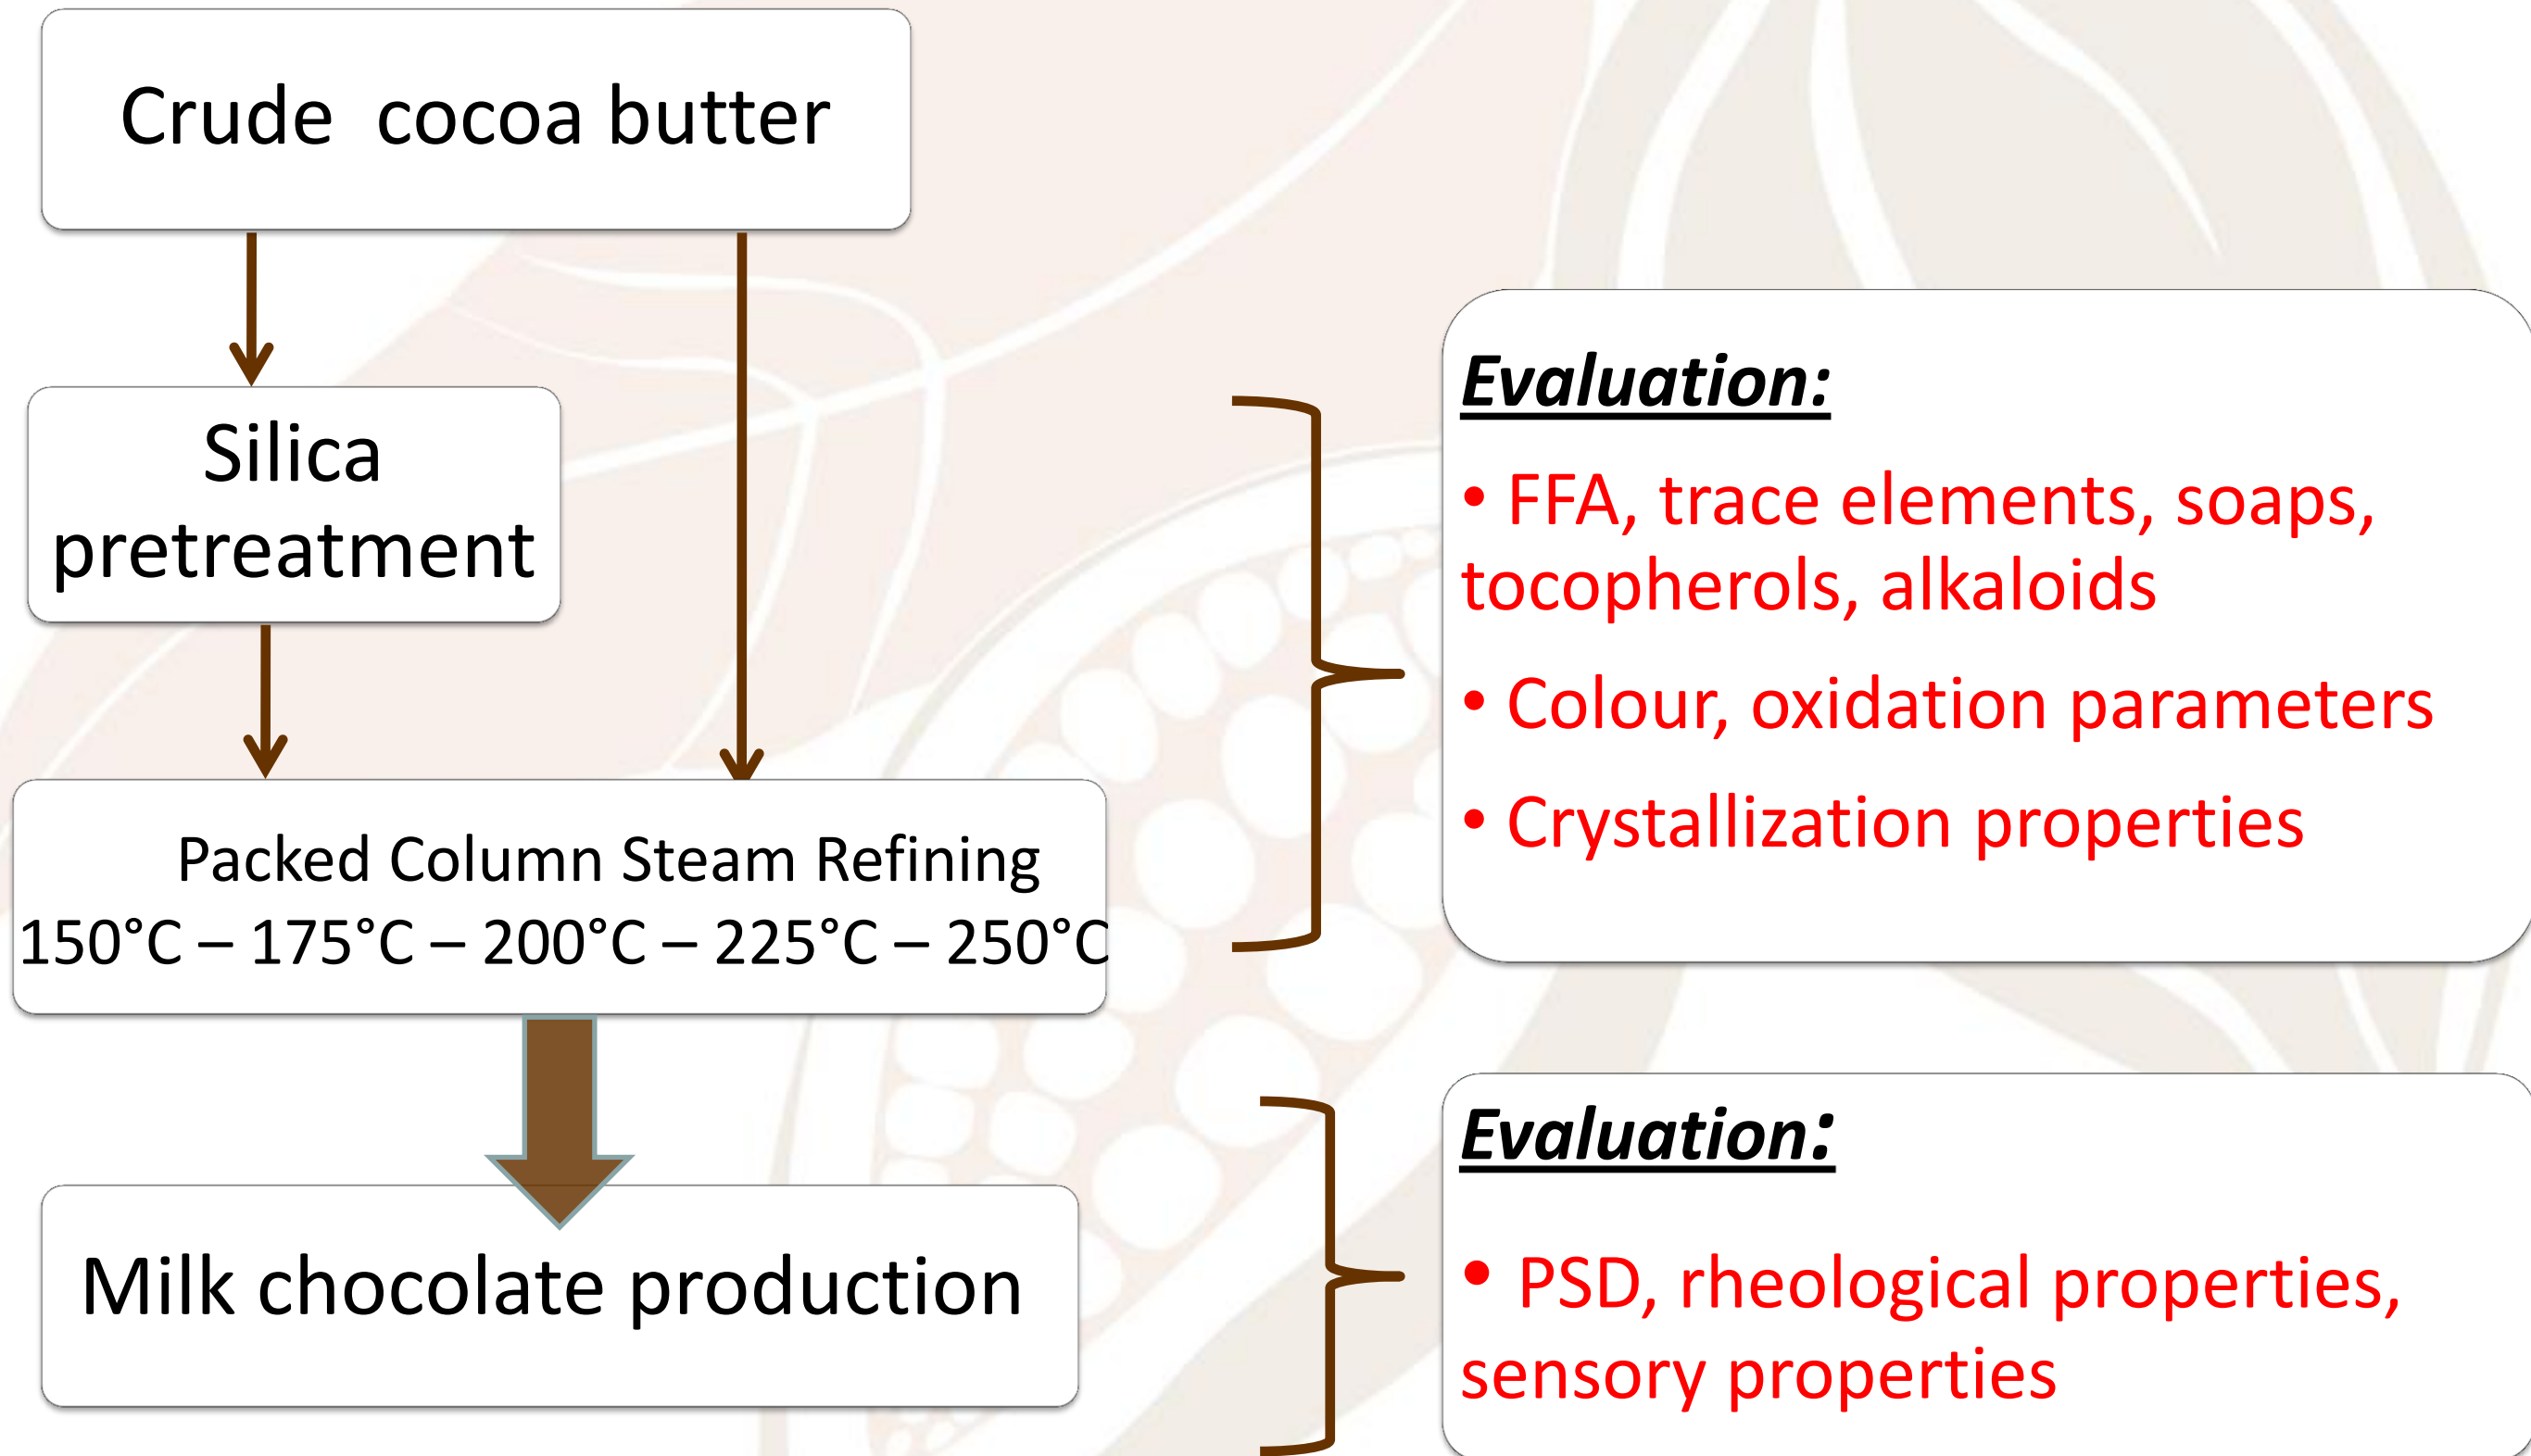 Crude cocoa butter
Silica
pretreatment
Packed Column Steam Refining
150°C – 175°C – 200°C – 225°C – 250°C
Milk chocolate production
Evaluation:
• FFA, trace elements, soaps,
tocopherols, alkaloids
• Colour, oxidation parameters
• Crystallization properties
Evaluation:
• PSD, rheological properties,
sensory properties